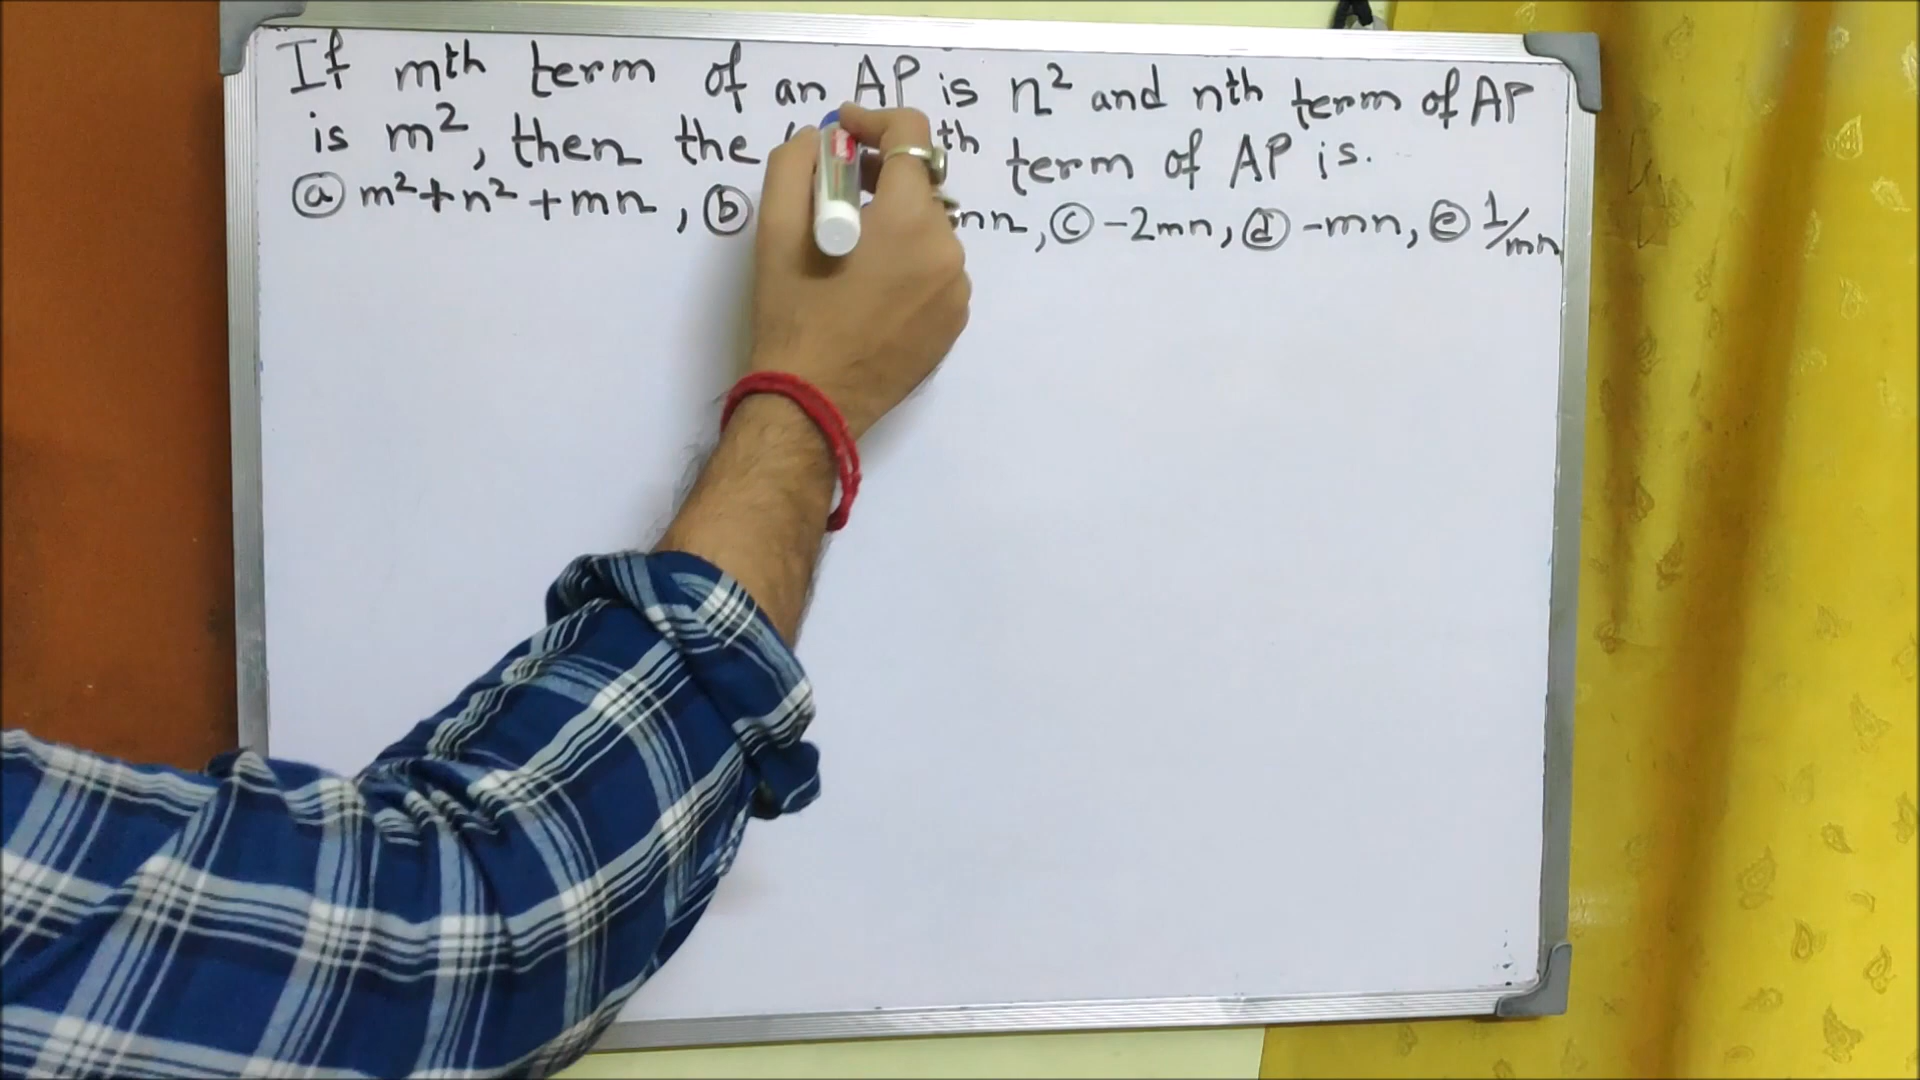 If mth term of an AP is n² and nth term of AP
is m², then the th term of AP is.
ⓐ m²+n²+mn, ⓑ mn, ⓒ -2mn, ⓓ -mn, ⓔ 1/mn